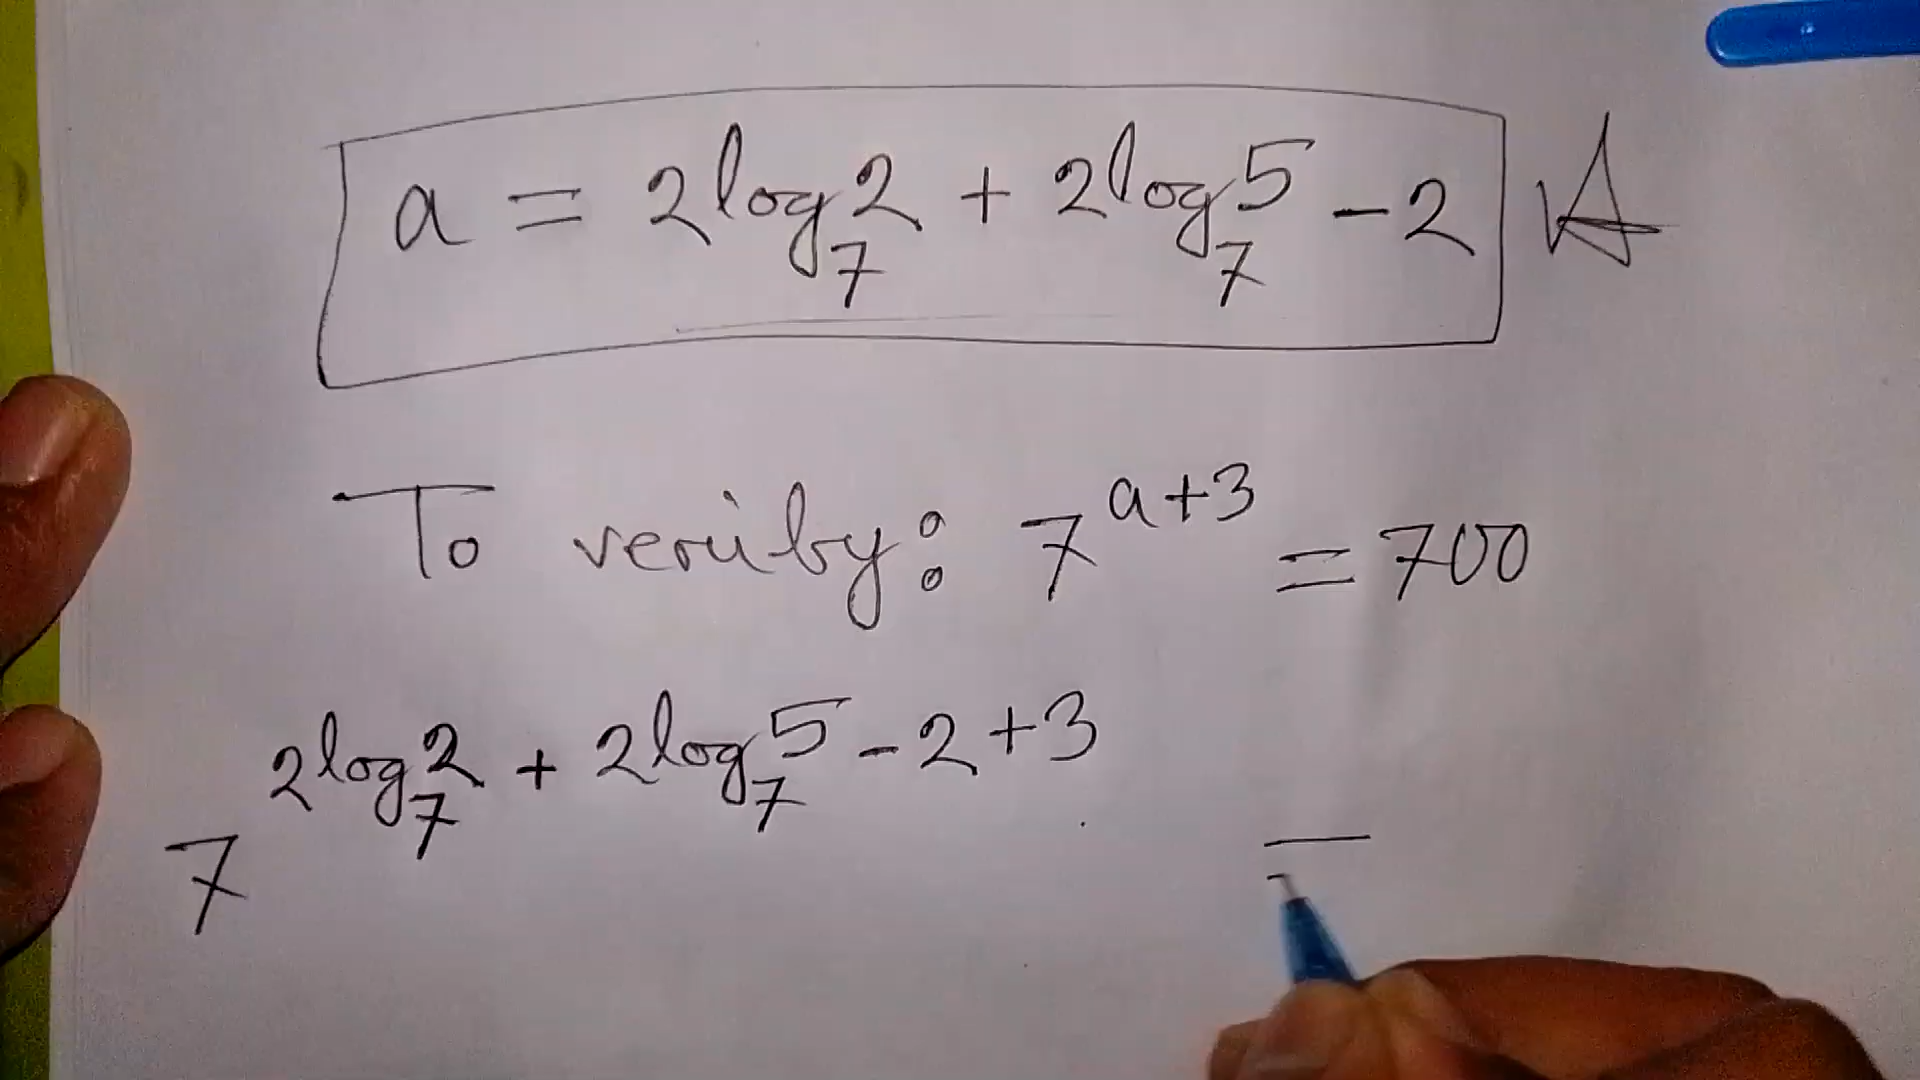 a = 2log₇2 + 2log₇5 - 2
To veriby: 7^(a+3) = 700
7^(2log₇2 + 2log₇5 - 2 + 3) =